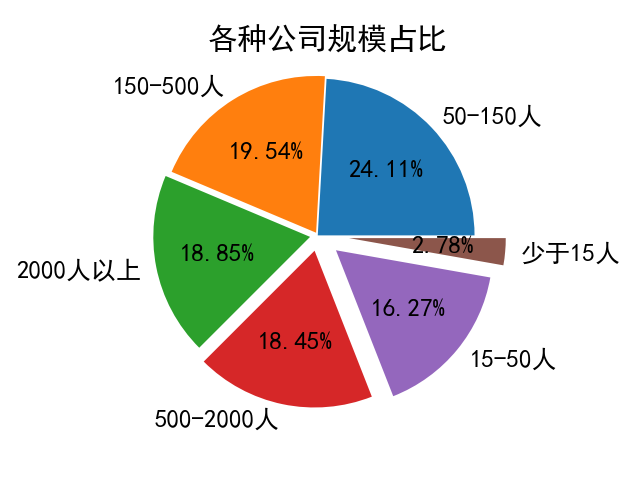 各种公司规模占比
150-500人
50-150人
19.54%
24.11%
2.78%
18.85%
少于15人
2000人以上
16.27%
18.45%
15-50人
500-2000人